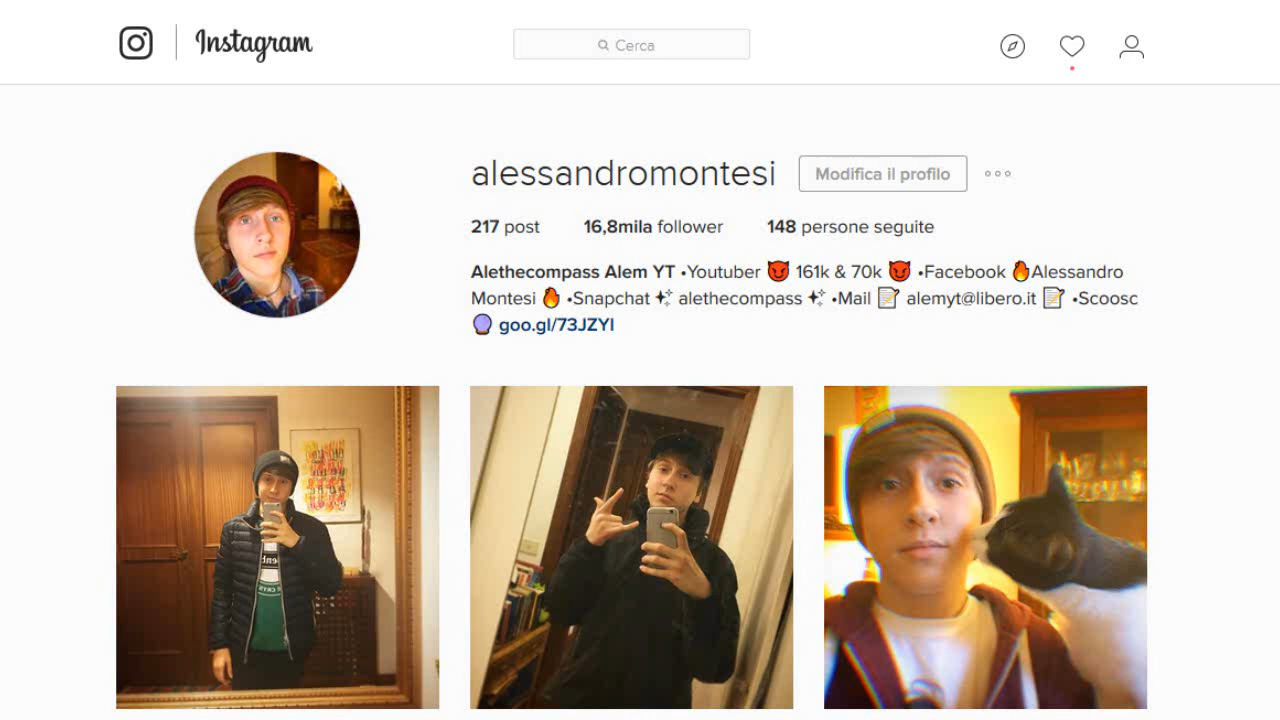 Instagram
Cerca
alessandromontesi
Modifica il profilo
217 post 16,8mila follower 148 persone seguite
Alethecompass Alem YT •Youtuber 😈 161k & 70k 😈 •Facebook 🔥Alessandro
Montesi 🔥 •Snapchat ✨ alethecompass ✨ •Mail 📝 alemyt@libero.it 📝 •Scoosc
🔮 goo.gl/73JZYl